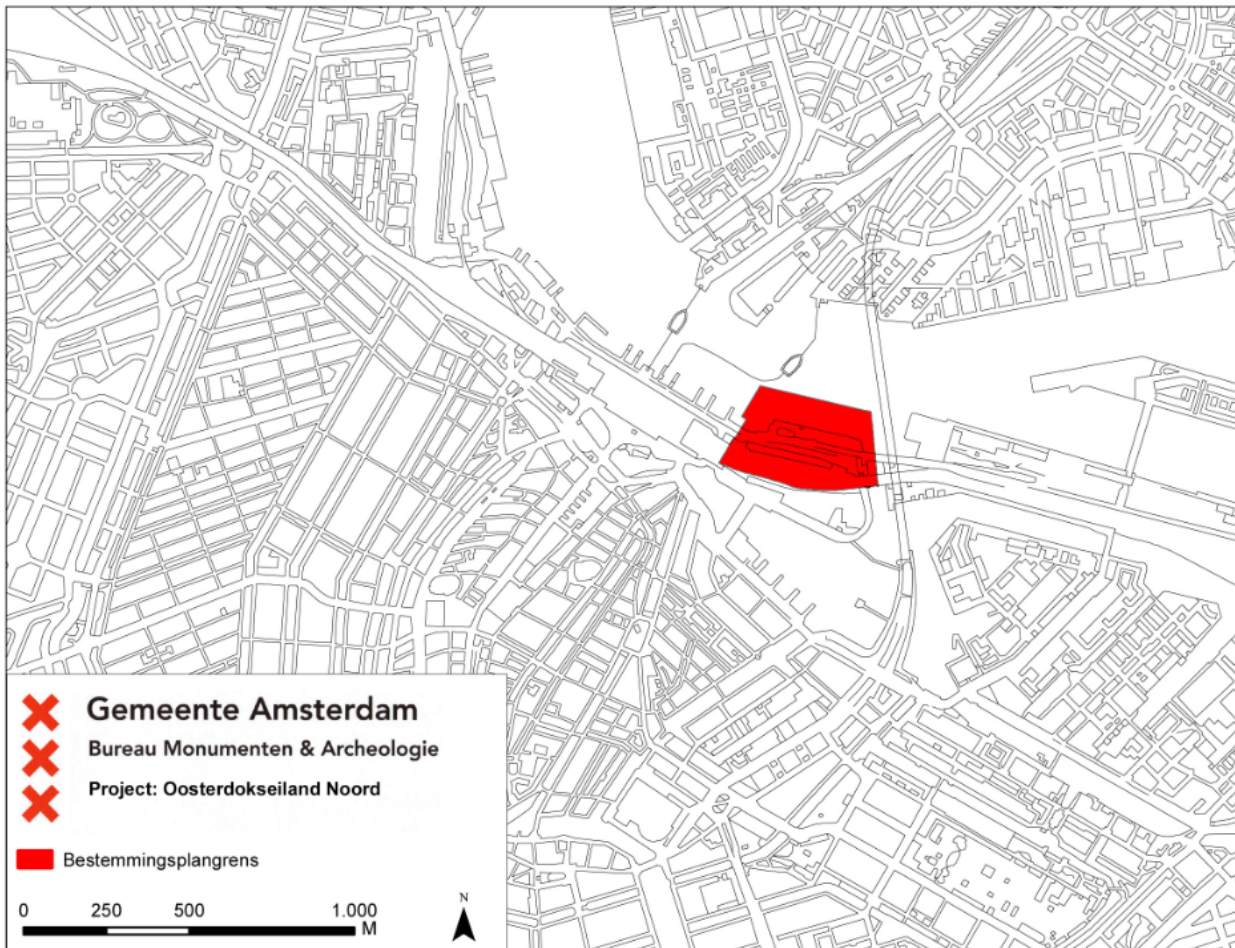 Gemeente Amsterdam
Bureau Monumenten & Archeologie
Project: Oosterdokseiland Noord
Bestemmingsplangrens
0 250 500 1.000
M
N